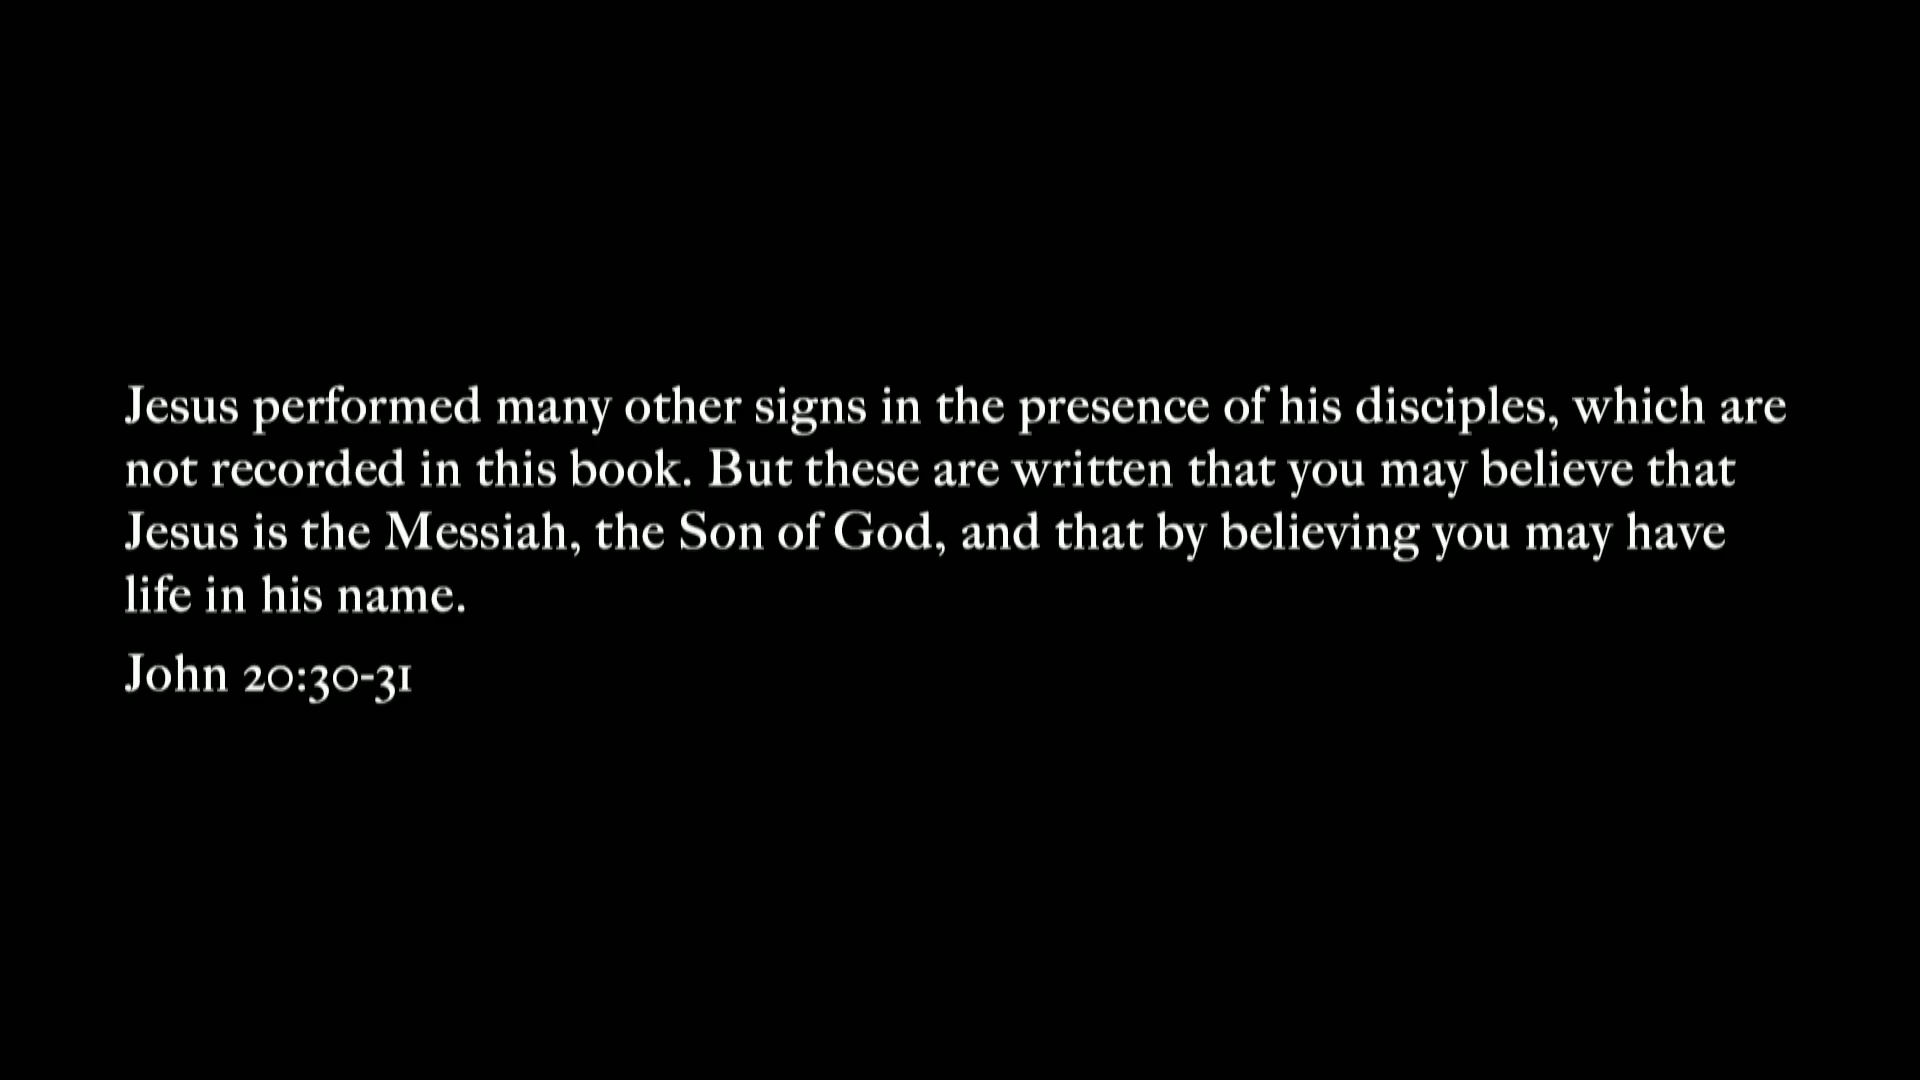 Jesus performed many other signs in the presence of his disciples, which are
not recorded in this book. But these are written that you may believe that
Jesus is the Messiah, the Son of God, and that by believing you may have
life in his name.
John 20:30-31